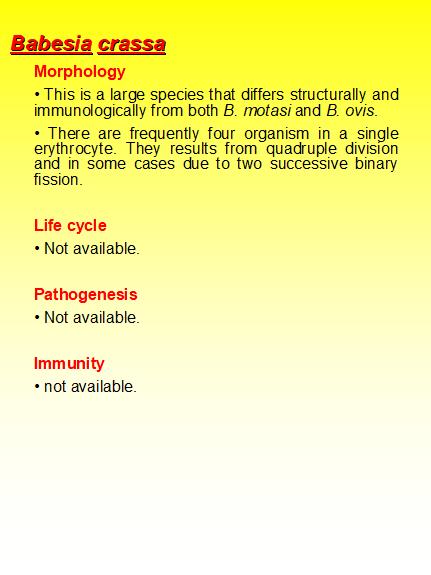 Babesia crassa
Morphology
• This is a large species that differs structurally and
immunologically from both B. motasi and B. ovis.
• There are frequently four organism in a single
erythrocyte. They results from quadruple division
and in some cases due to two successive binary
fission.
Life cycle
• Not available.
Pathogenesis
• Not available.
Immunity
• not available.